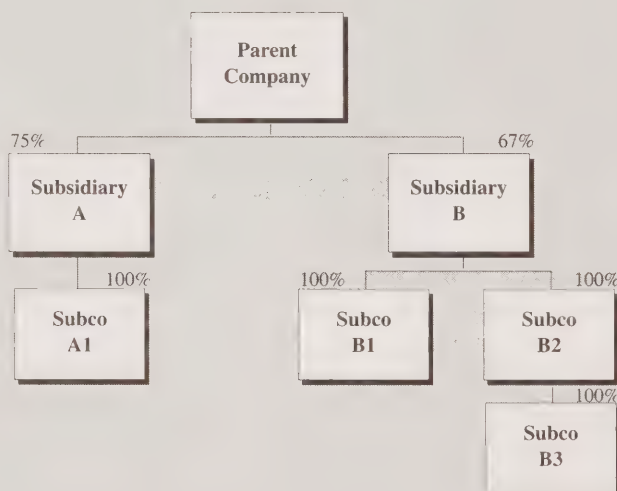 Parent
Company
75%
67%
Subsidiary
A
Subsidiary
B
100%
100%
100%
Subco
A1
Subco
B1
Subco
B2
100%
Subco
B3